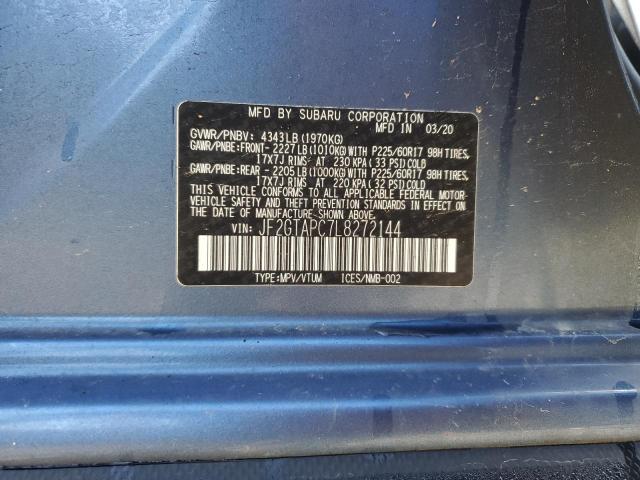 MFD BY SUBARU CORPORATION
GVWR/PNBV: 4343LB(1970KG) IN 03/20
GAWR/PNBE:FRONT- 2227LB(1010KG)WITH P225/60R17 98H TIRES,
17X7J RIMS AT 230 KPA(33 PSI)COLD
GAWR/PNBE:REAR - 2205LB(1000KG)WITH P225/60R17 98H TIRES,
17X7J RIMS AT 220 KPA(32 PSI)COLD
THIS VEHICLE CONFORMS TO ALL APPLICABLE FEDERAL MOTOR-
VEHICLE SAFETY AND THEFT PREVENTION STANDARDS IN EFFECT
ON THE DATE OF MANUFACTURE SHOWN ABOVE.
VIN: JF2GTAPC7L8272144
TYPE:MPV/VTUM ICES/NMB-002